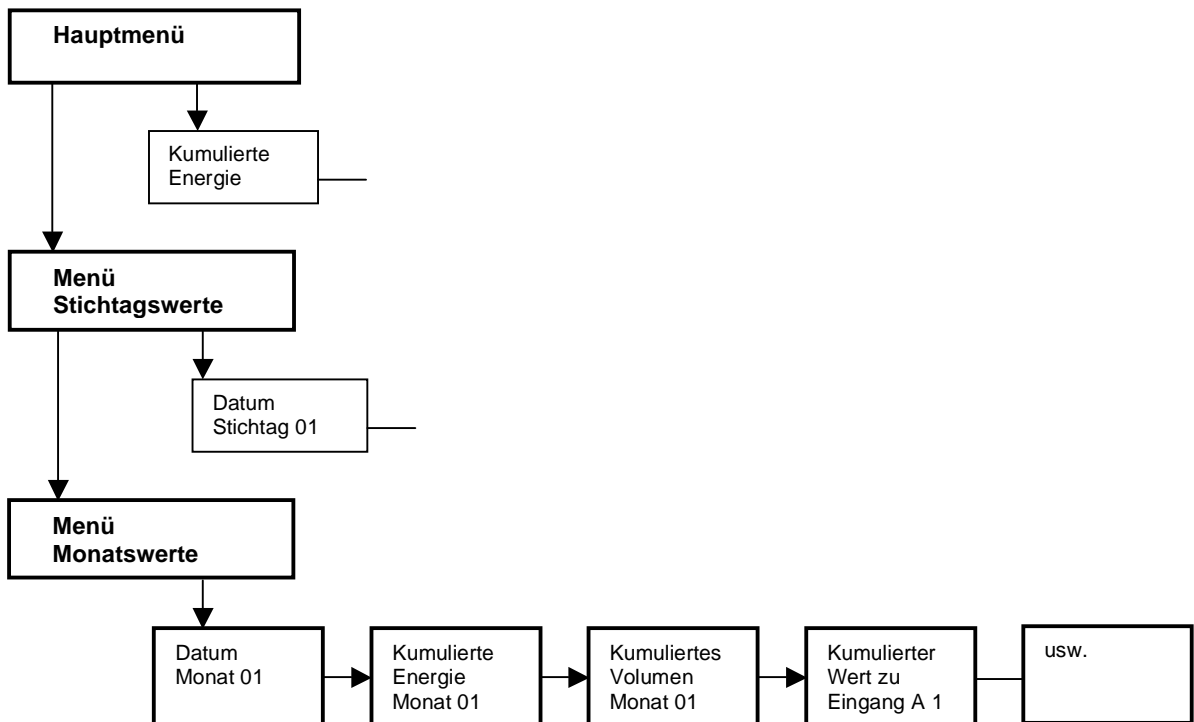 Hauptmenü
Kumulierte
Energie
Menü
Stichtagswerte
Datum
Stichtag 01
Menü
Monatswerte
Datum
Monat 01
Kumulierte
Energie
Monat 01
Kumuliertes
Volumen
Monat 01
Kumulierter
Wert zu
Eingang A 1
usw.